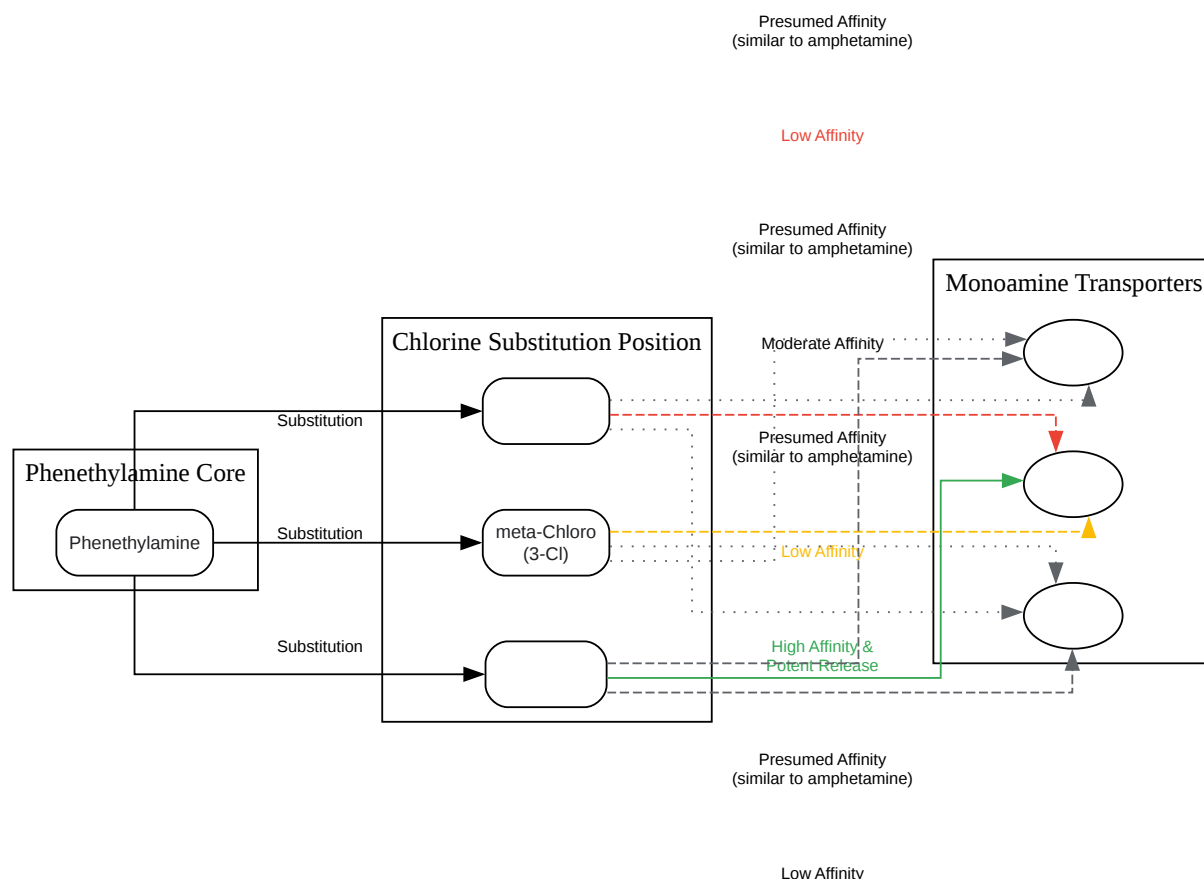 Presumed Affinity
(similar to amphetamine)
Low Affinity
Presumed Affinity
(similar to amphetamine)
Monoamine Transporters
Chlorine Substitution Position
Moderate Affinity
Substitution
Presumed Affinity
(similar to amphetamine)
Phenethylamine Core
Phenethylamine
Substitution
meta-Chloro
(3-Cl)
Low Affinity
Substitution
High Affinity &
Potent Release
Presumed Affinity
(similar to amphetamine)
Low Affinity